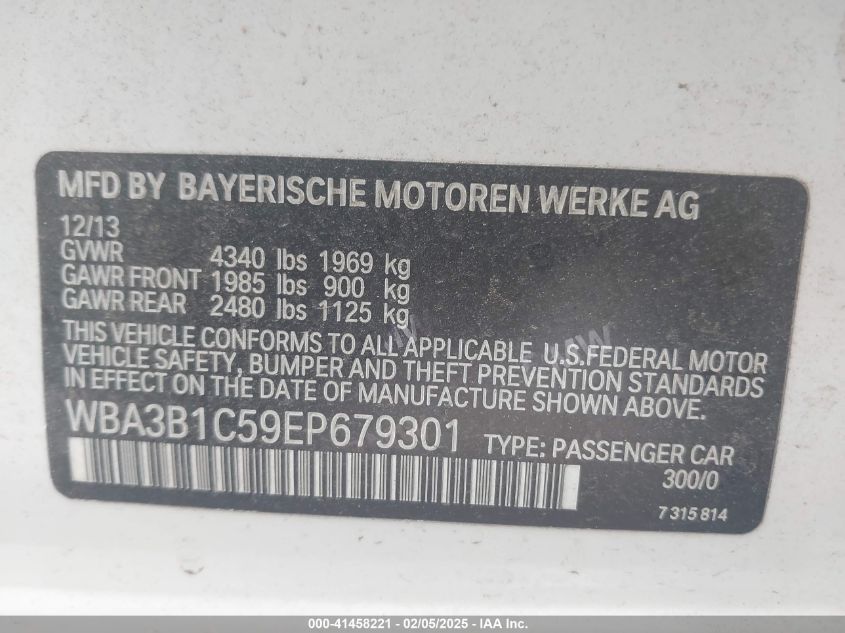 MFD BY BAYERISCHE MOTOREN WERKE AG
12/13
GVWR 4340 lbs 1969 kg
GAWR FRONT 1985 lbs 900 kg
GAWR REAR 2480 lbs 1125 kg
THIS VEHICLE CONFORMS TO ALL APPLICABLE U.S.FEDERAL MOTOR
VEHICLE SAFETY, BUMPER AND THEFT PREVENTION STANDARDS
IN EFFECT ON THE DATE OF MANUFACTURE SHOWN ABOVE.
WBA3B1C59EP679301 TYPE: PASSENGER CAR
300/0
7 315 814
000-41458221 - 02/05/2025 - IAA Inc.